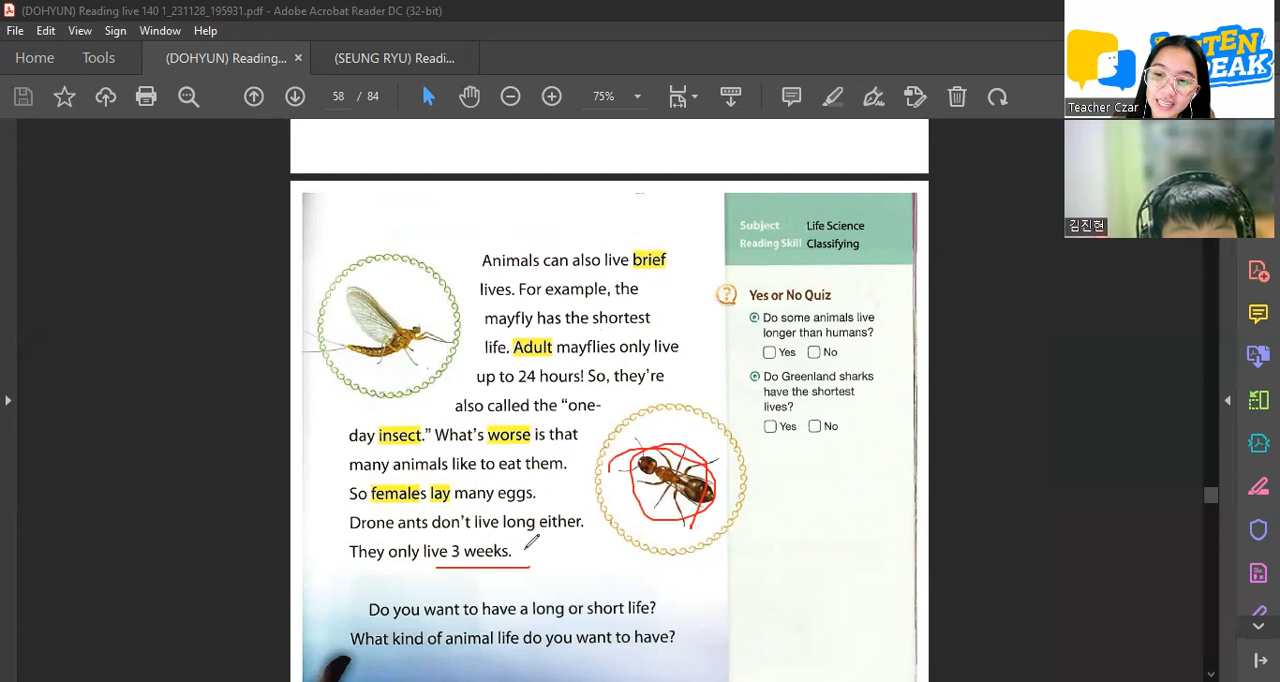 (DOHYUN) Reading live 140 1_231128_195931.pdf - Adobe Acrobat Reader DC (32-bit)
File Edit View Sign Window Help
Home Tools (DOHYUN) Reading... × (SEUNG RYU) Readi...
58 / 84 75%
Teacher Czar
김진현
Subject Life Science
Reading Skill Classifying
Animals can also live brief
lives. For example, the
mayfly has the shortest
life. Adult mayflies only live
up to 24 hours! So, they're
also called the "one-
day insect." What's worse is that
many animals like to eat them.
So females lay many eggs.
Drone ants don't live long either.
They only live 3 weeks.
Do you want to have a long or short life?
What kind of animal life do you want to have?
Yes or No Quiz
Do some animals live
longer than humans?
Yes No
Do Greenland sharks
have the shortest
lives?
Yes No